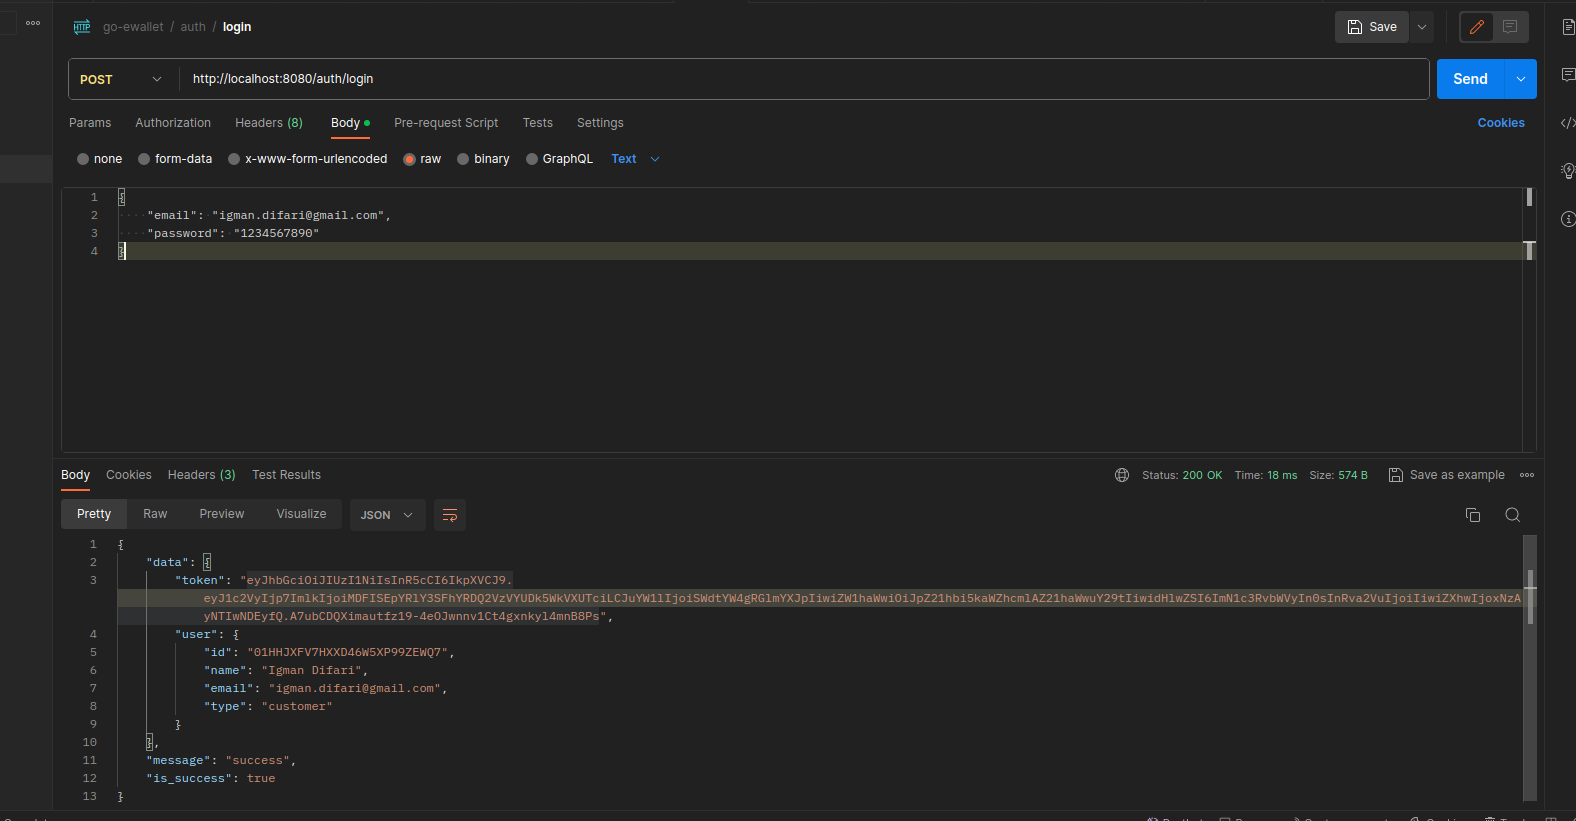 go-ewallet / auth / login
Save
POST
http://localhost:8080/auth/login
Send
Params Authorization Headers (8) Body Pre-request Script Tests Settings Cookies
none form-data x-www-form-urlencoded raw binary GraphQL Text
1 {
2 "email": "igman.difari@gmail.com",
3 "password": "1234567890"
4 }
Body Cookies Headers (3) Test Results Status: 200 OK Time: 18 ms Size: 574 B Save as example
Pretty Raw Preview Visualize JSON
1 {
2 "data": {
3 "token": "eyJhbGciOiJIUzI1NiIsInR5cCI6IkpXVCJ9.
eyJ1c2VyIjp7ImlkIjoiMDFISEpYRlY3SFhYRDQ2VzVYUDk5WkVXUTciLCJuYW1lIjoiSWdtYW4gRGlmYXJpIiwiZW1haWwiOiJpZ21hbi5kaWZhcmlAZ21haWwuY29tIiwidHlwZSI6ImN1c3RvbWVyIn0sInRva2VuIjoiIiwiZXhwIjoxNzA
yNTIwNDEyfQ.A7ubCDQXimautfz19-4eOJwnnv1Ct4gxnkyl4mnB8Ps",
4 "user": {
5 "id": "01HHJXFV7HXXD46W5XP99ZEWQ7",
6 "name": "Igman Difari",
7 "email": "igman.difari@gmail.com",
8 "type": "customer"
9 }
10 },
11 "message": "success",
12 "is_success": true
13 }